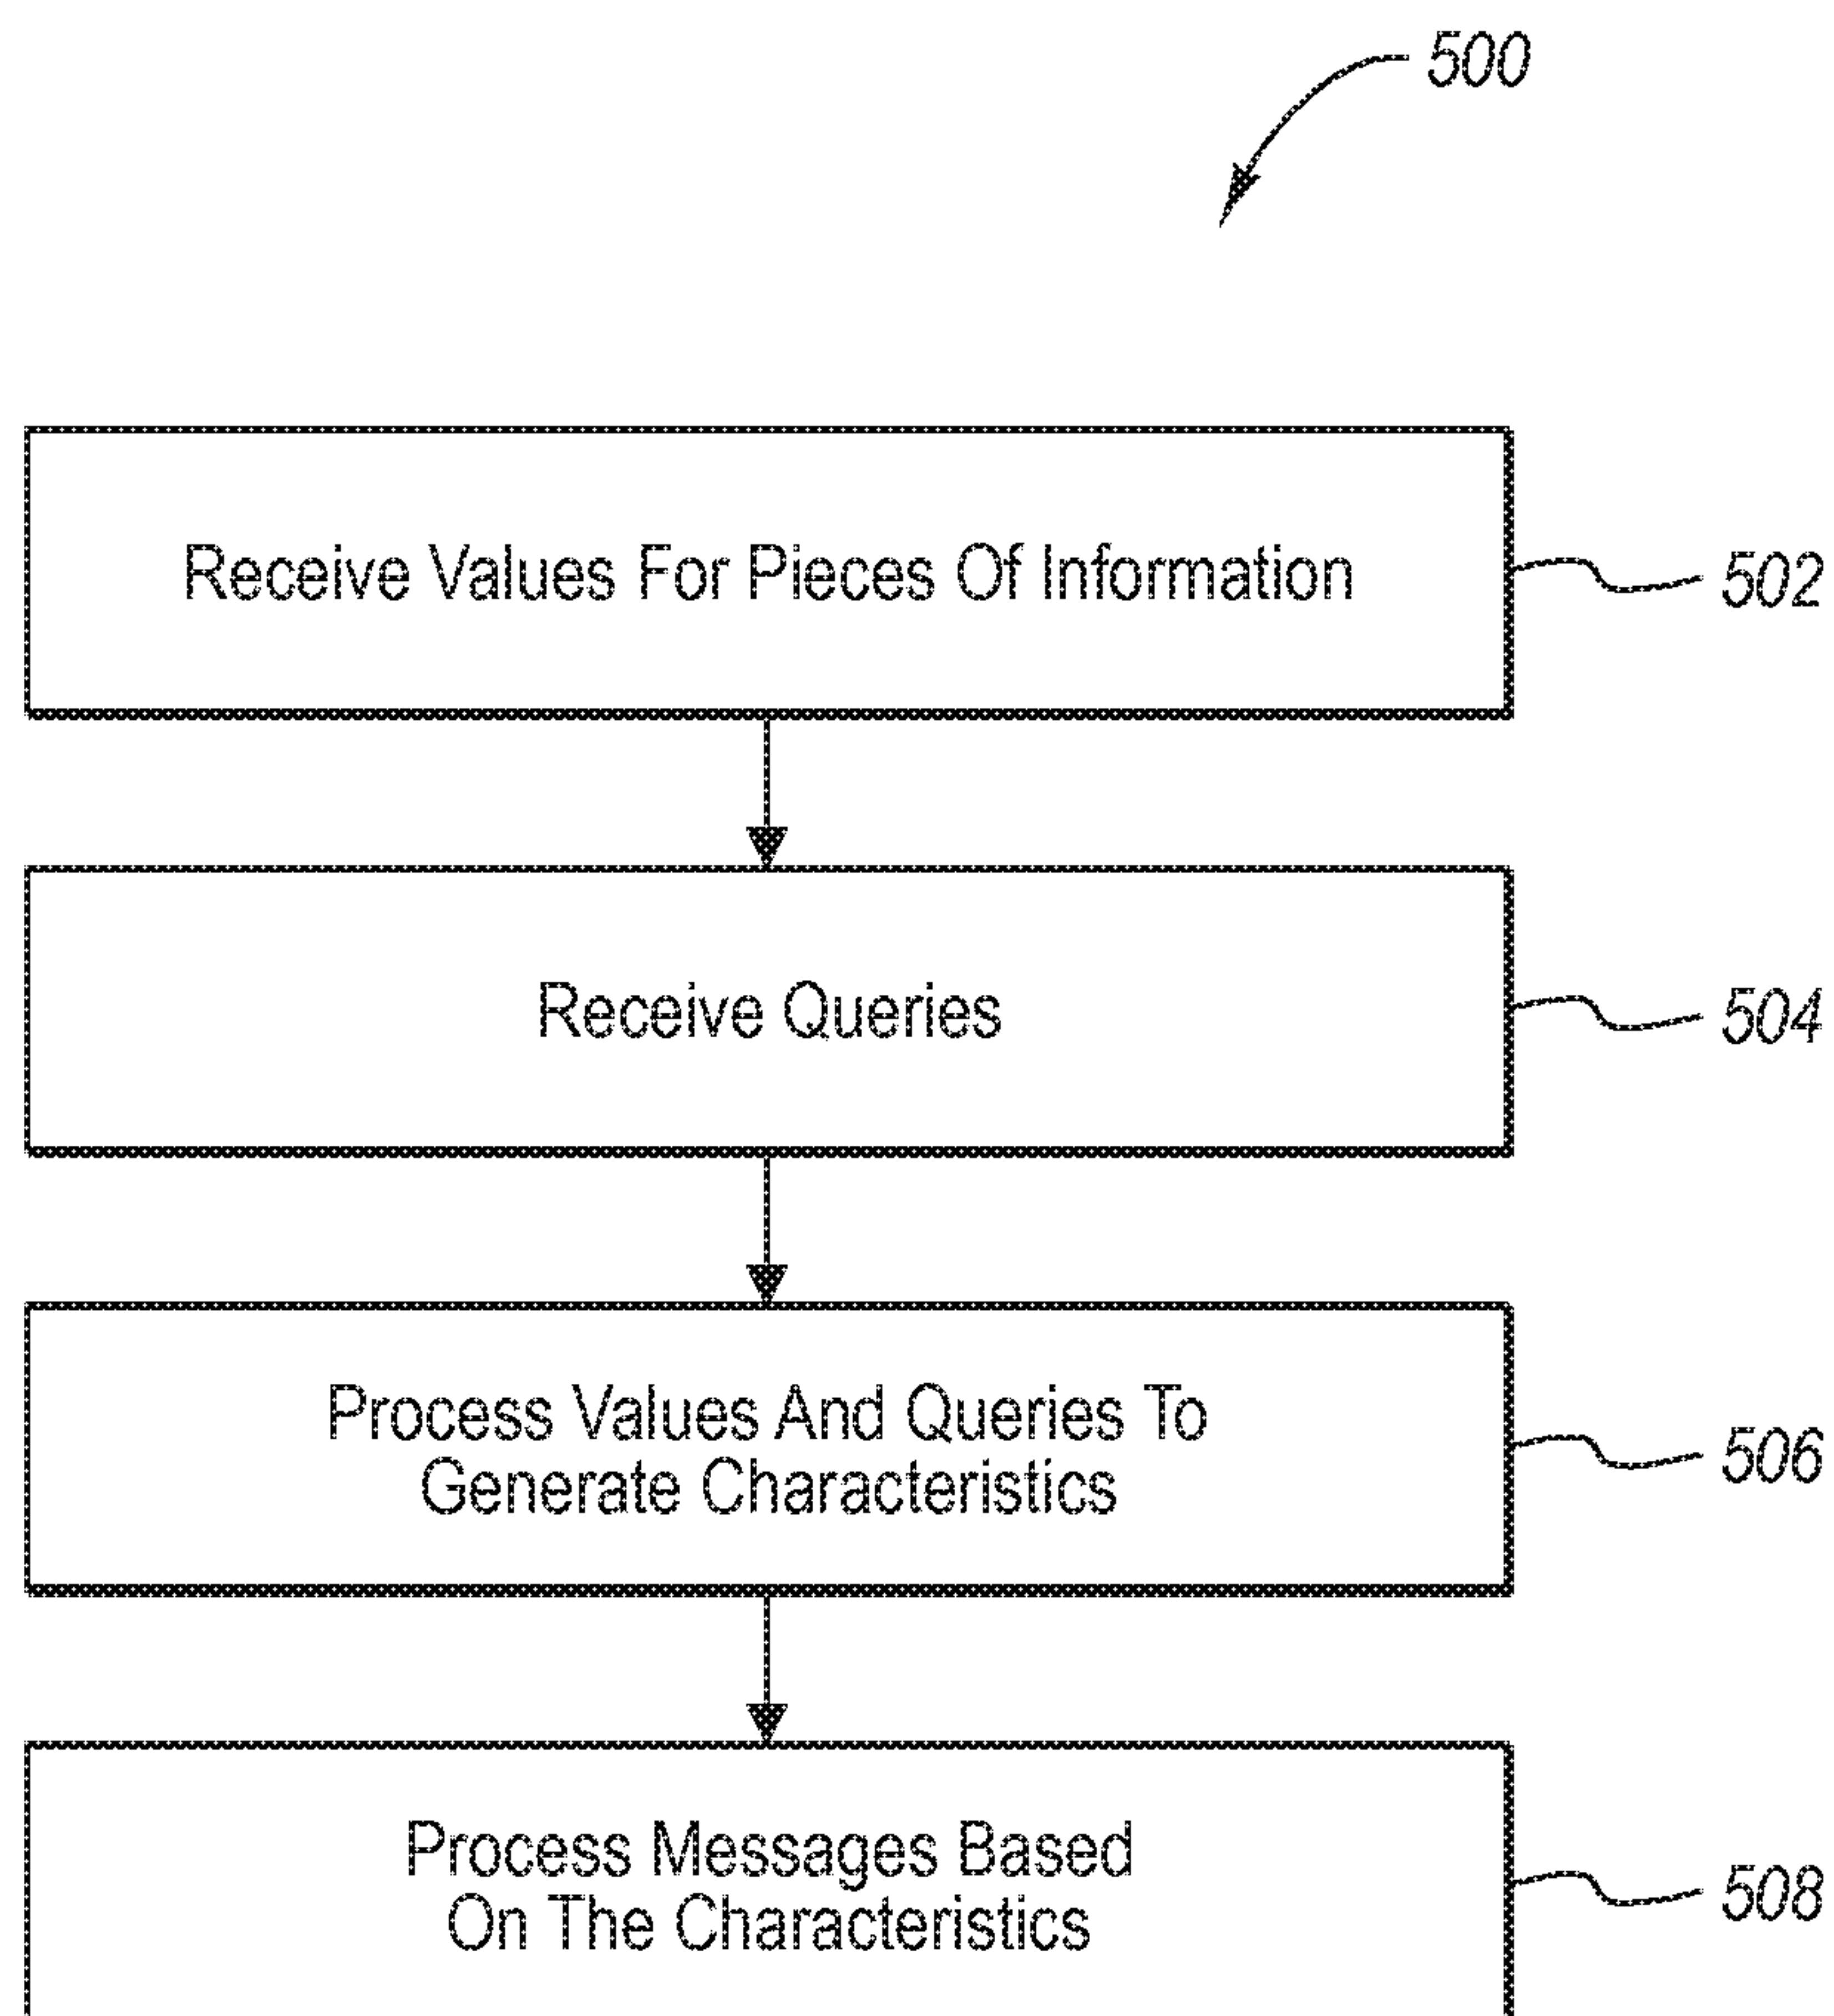 500
Receive Values For Pieces Of Information
502
Receive Queries
504
Process Values And Queries To
Generate Characteristics
506
Process Messages Based
On The Characteristics
508